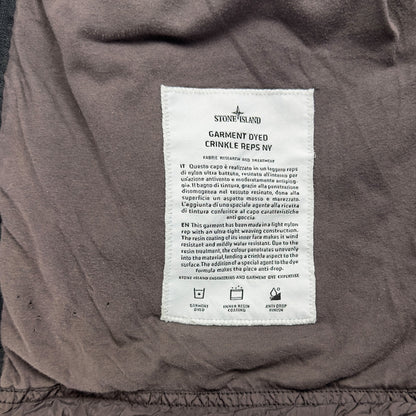 STONE ISLAND
GARMENT DYED
CRINKLE REPS NY
FABRIC RESEARCH AND TREATMENT
IT Questo capo è realizzato in un leggero reps
di nylon ultra battuto, resinato all'interno per
un'azione antivento e moderatamente antipiog-
gia. Il bagno di tintura, grazie alla penetrazione
disomogenea nel tessuto resinato, dona alla
superficie un aspetto mosso e marezzato.
L'aggiunta di uno speciale agente alla ricetta
di tintura conferisce al capo caratteristiche
anti goccia.
EN This garment has been made in a light nylon
rep with an ultra tight weaving construction.
The resin coating of its inner face makes it wind
resistant and mildly water resistant. Due to the
resin treatment, the colour penetrates unevenly
into the material, lending a crinkle aspect to the
surface. The addition of a special agent to the dye
formula makes the piece anti-drop.
STONE ISLAND ENGINEERING AND GARMENT DYE EXPERTISE
GARMENT
DYED
INNER RESIN
COATING
ANTI DROP
FINISH